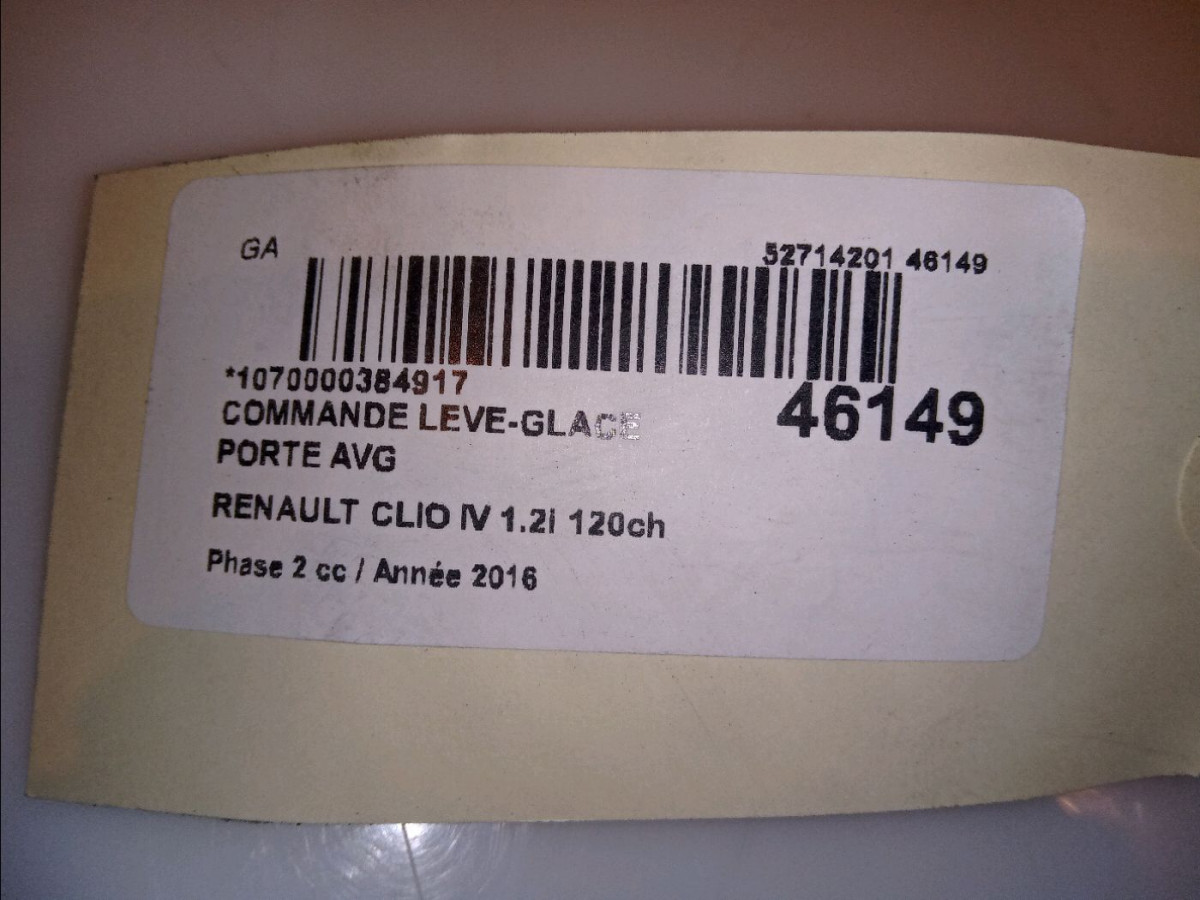 GA
52714201 46149
*1070000384917
46149
COMMANDE LEVE-GLACE
PORTE AVG
RENAULT CLIO IV 1.2i 120ch
Phase 2 cc / Année 2016